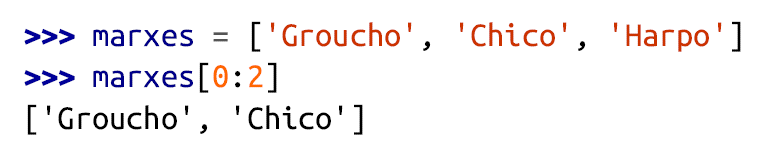 >>> marxes = ['Groucho', 'Chico', 'Harpo']
>>> marxes[0:2]
['Groucho', 'Chico']